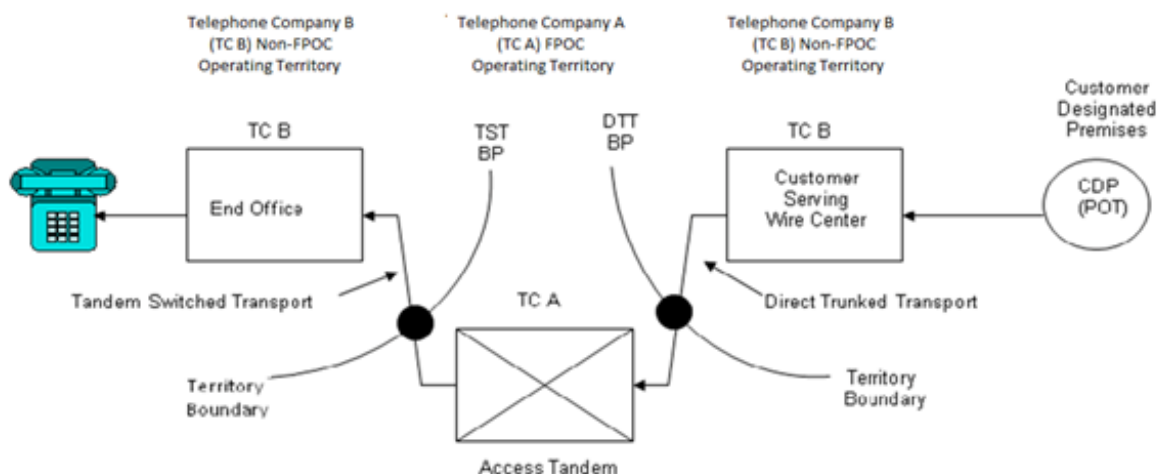 Telephone Company B
(TC B) Non-FPOC
Operating Territory
Telephone Company A
(TC A) FPOC
Operating Territory
Telephone Company B
(TC B) Non-FPOC
Operating Territory
Customer
Designated
Premises
TC B
TST
BP
DTT
BP
TC B
End Office
Customer
Serving
Wire Center
CDP
(POT)
Tandem Switched Transport
TC A
Direct Trunked Transport
Territory
Boundary
Territory
Boundary
Access Tandem